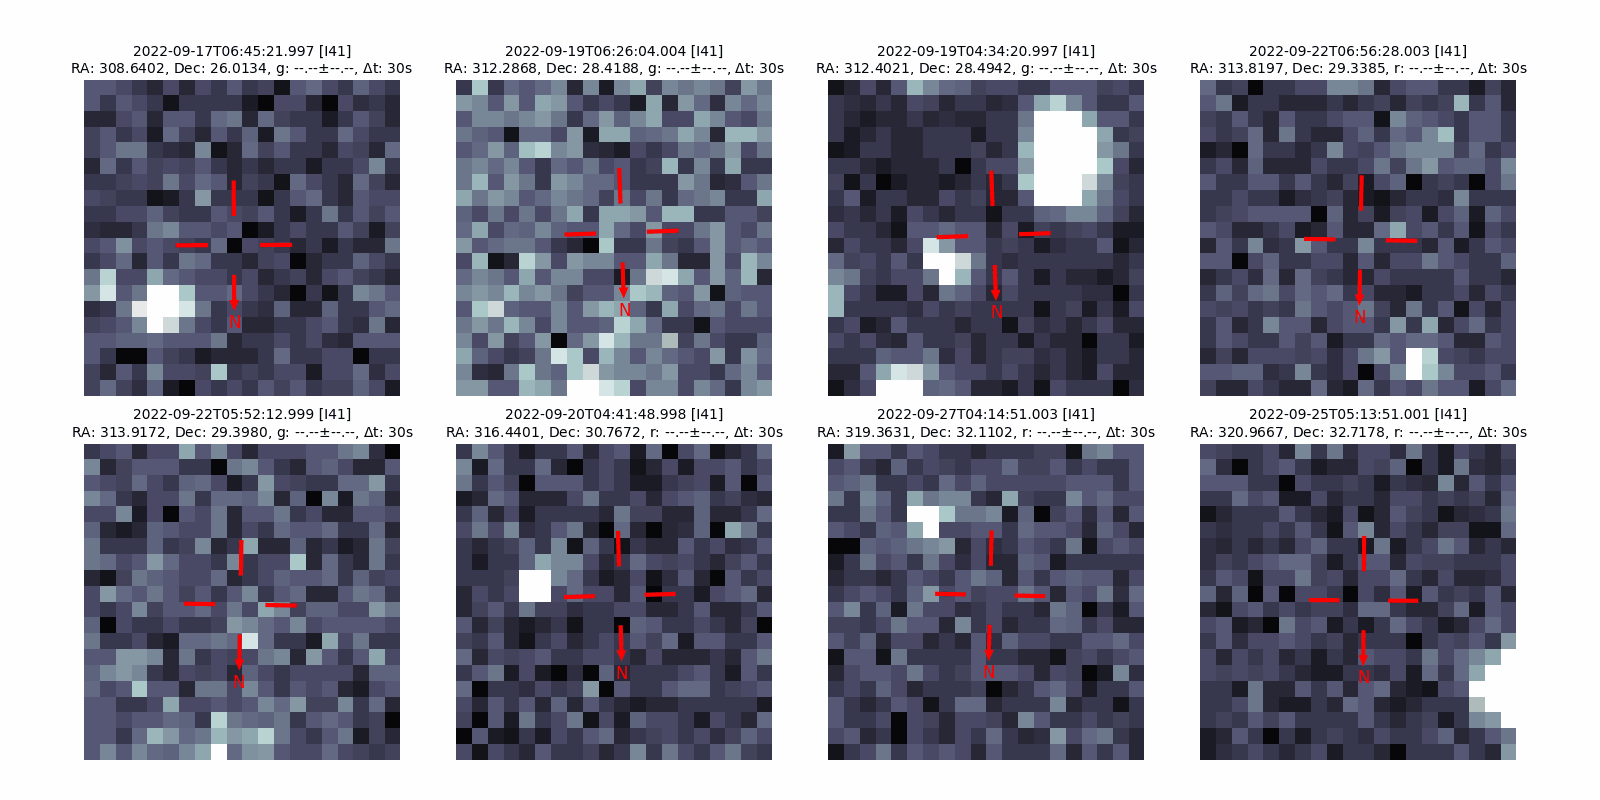 2022-09-17T06:45:21.997 [I41]
RA: 308.6402, Dec: 26.0134, g: --.--±--.--, Δt: 30s
N
2022-09-19T06:26:04.004 [I41]
RA: 312.2868, Dec: 28.4188, g: --.--±--.--, Δt: 30s
N
2022-09-19T04:34:20.997 [I41]
RA: 312.4021, Dec: 28.4942, g: --.--±--.--, Δt: 30s
N
2022-09-22T06:56:28.003 [I41]
RA: 313.8197, Dec: 29.3385, r: --.--±--.--, Δt: 30s
N
2022-09-22T05:52:12.999 [I41]
RA: 313.9172, Dec: 29.3980, g: --.--±--.--, Δt: 30s
N
2022-09-20T04:41:48.998 [I41]
RA: 316.4401, Dec: 30.7672, r: --.--±--.--, Δt: 30s
N
2022-09-27T04:14:51.003 [I41]
RA: 319.3631, Dec: 32.1102, r: --.--±--.--, Δt: 30s
N
2022-09-25T05:13:51.001 [I41]
RA: 320.9667, Dec: 32.7178, r: --.--±--.--, Δt: 30s
N